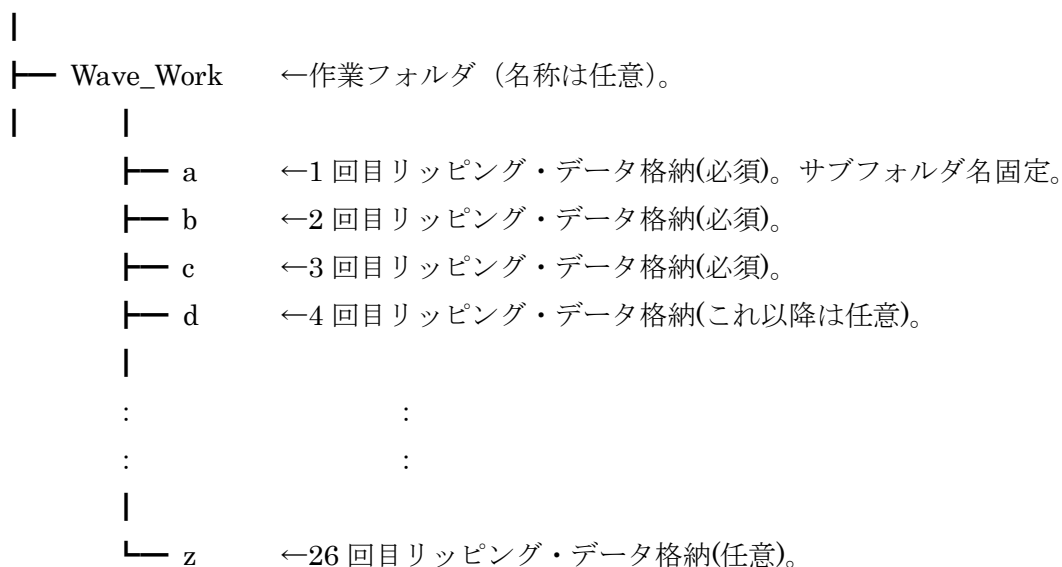 ┃
┣━ Wave_Work ←作業フォルダ（名称は任意）。
┃ ┃
┣━ a ←1 回目リッピング・データ格納(必須)。サブフォルダ名固定。
┣━ b ←2 回目リッピング・データ格納(必須)。
┣━ c ←3 回目リッピング・データ格納(必須)。
┣━ d ←4 回目リッピング・データ格納(これ以降は任意)。
┃
: :
: :
┃
┗━ z ←26 回目リッピング・データ格納(任意)。